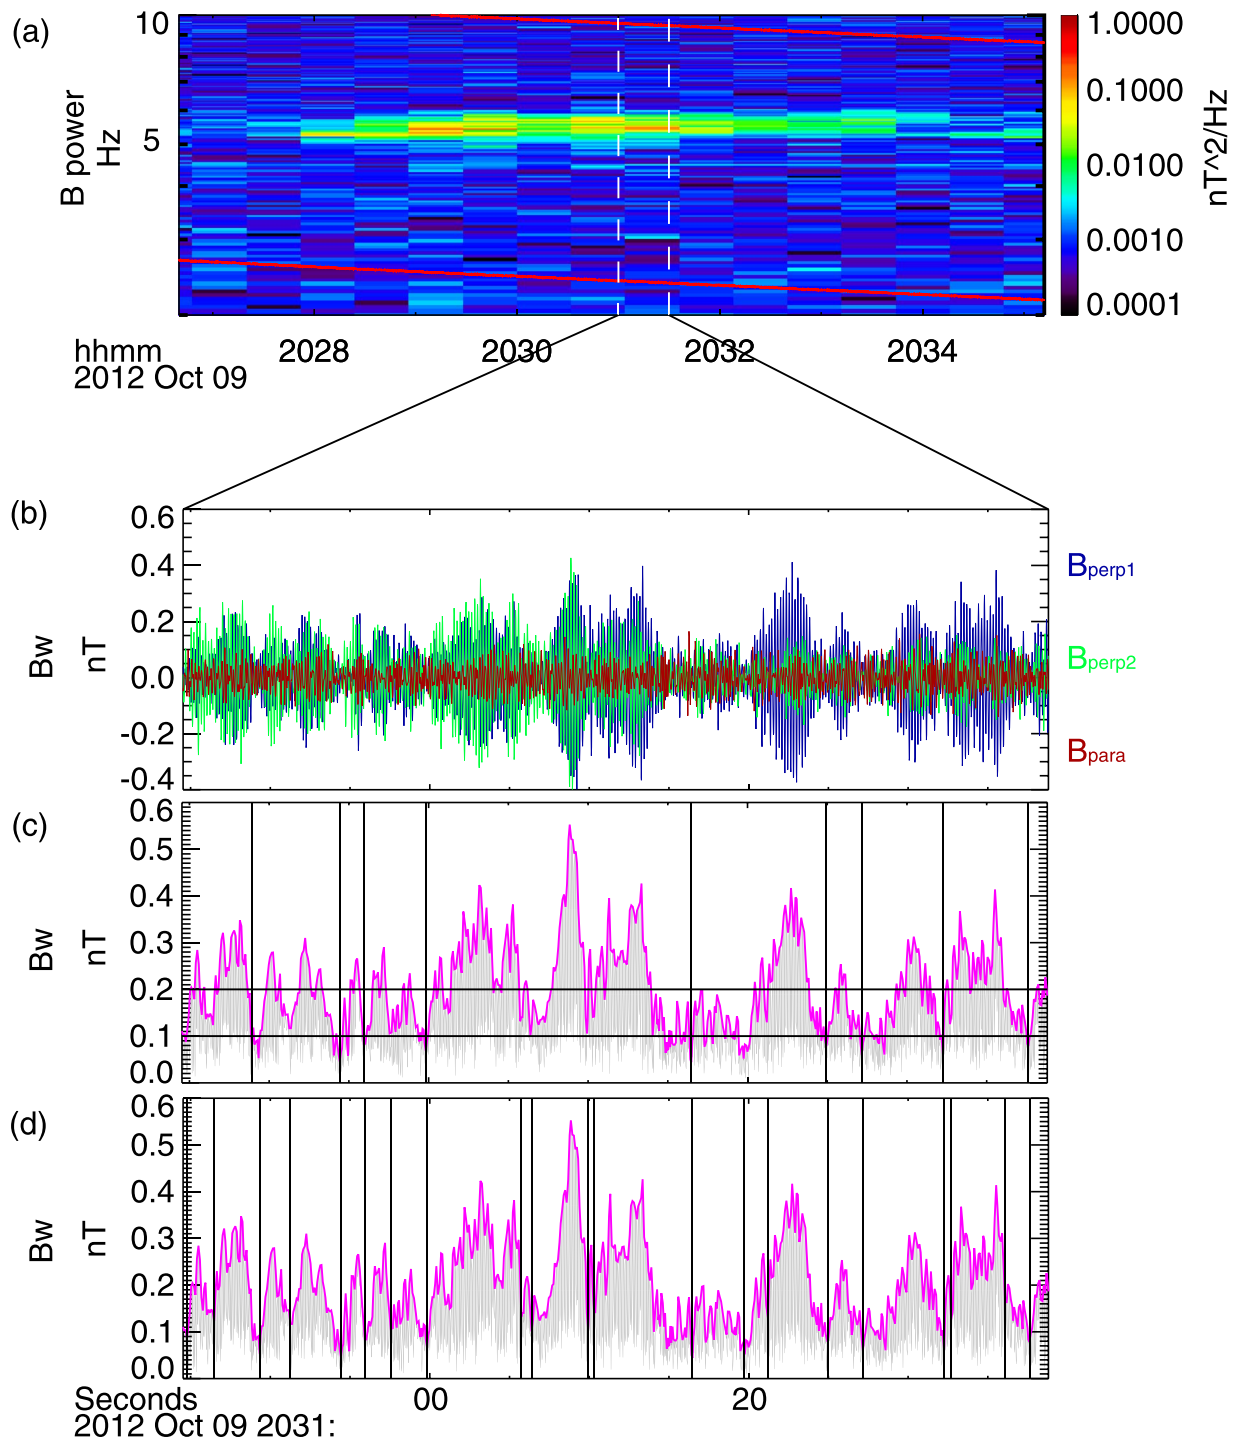 (a)
10
5
B power
Hz
1.0000
0.1000
0.0100
0.0010
0.0001
nT^2/Hz
hhmm 2028 2030 2032 2034
2012 Oct 09
(b)
0.6
0.4
0.2
0.0
-0.2
-0.4
Bw
nT
Bperp1
Bperp2
Bpara
(c)
0.6
0.5
0.4
0.3
0.2
0.1
0.0
Bw
nT
(d)
0.6
0.5
0.4
0.3
0.2
0.1
0.0
Bw
nT
Seconds 00 20
2012 Oct 09 2031: